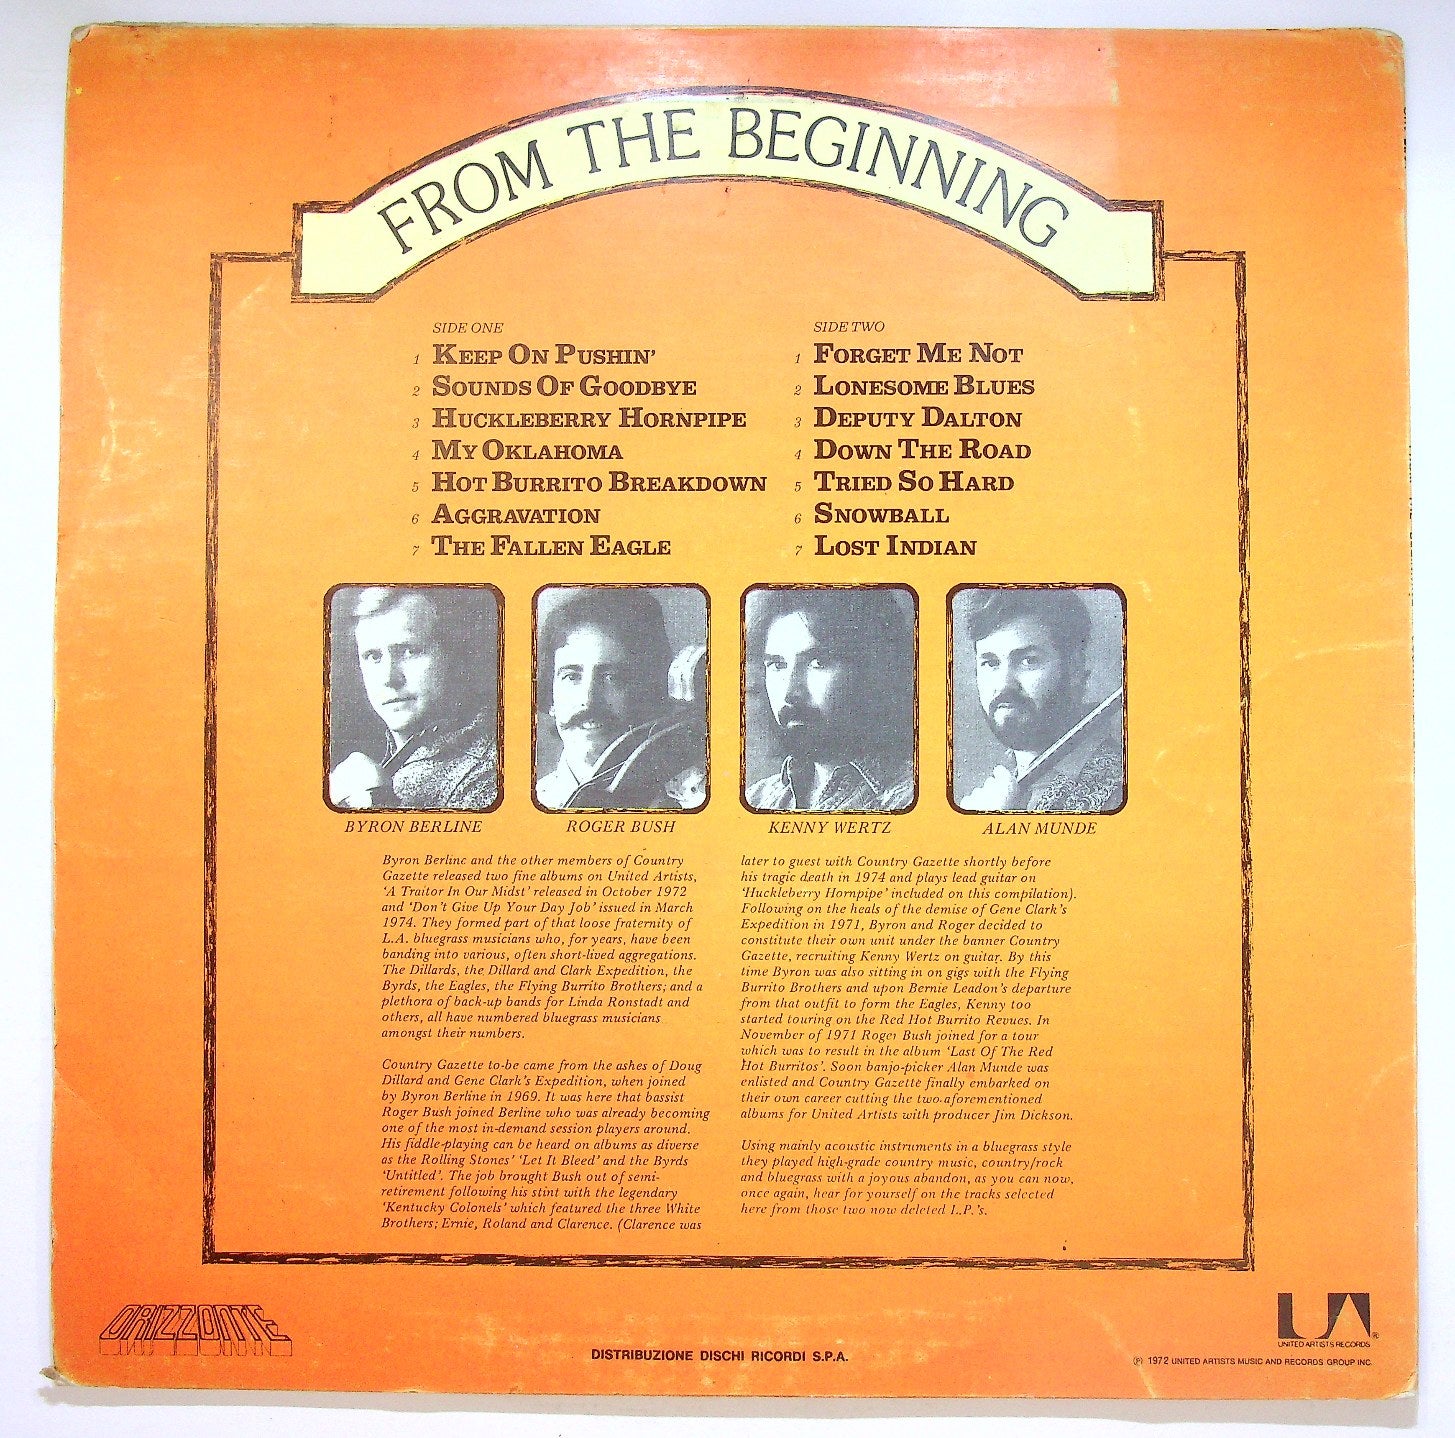 FROM THE BEGINNING
SIDE ONE
1 KEEP ON PUSHIN'
2 SOUNDS OF GOODBYE
3 HUCKLEBERRY HORNPIPE
4 MY OKLAHOMA
5 HOT BURRITO BREAKDOWN
6 AGGRAVATION
7 THE FALLEN EAGLE
SIDE TWO
1 FORGET ME NOT
2 LONESOME BLUES
3 DEPUTY DALTON
4 DOWN THE ROAD
5 TRIED SO HARD
6 SNOWBALL
7 LOST INDIAN
BYRON BERLINE
ROGER BUSH
KENNY WERTZ
ALAN MUNDE
Byron Berline and the other members of Country
Gazette released two fine albums on United Artists,
'A Traitor In Our Midst' released in October 1972
and 'Don't Give Up Your Day Job' issued in March
1974. They formed part of that loose fraternity of
L.A. bluegrass musicians who, for years, have been
banding into various, often short-lived aggregations.
The Dillards, the Dillard and Clark Expedition, the
Byrds, the Eagles, the Flying Burrito Brothers; and a
plethora of back-up bands for Linda Ronstadt and
others, all have numbered bluegrass musicians
amongst their numbers.
Country Gazette to-be came from the ashes of Doug
Dillard and Gene Clark's Expedition, when joined
by Byron Berline in 1969. It was here that bassist
Roger Bush joined Berline who was already becoming
one of the most in-demand session players around.
His fiddle-playing can be heard on albums as diverse
as the Rolling Stones' 'Let It Bleed' and the Byrds
'Untitled'. The job brought Bush out of semi-
retirement following his stint with the legendary
'Kentucky Colonels' which featured the three White
Brothers; Ernie, Roland and Clarence. (Clarence was
later to guest with Country Gazette shortly before
his tragic death in 1974 and plays lead guitar on
'Huckleberry Hornpipe' included on this compilation).
Following on the heals of the demise of Gene Clark's
Expedition in 1971, Byron and Roger decided to
constitute their own unit under the banner Country
Gazette, recruiting Kenny Wertz on guitar. By this
time Byron was also sitting in on gigs with the Flying
Burrito Brothers and upon Bernie Leadon's departure
from that outfit to form the Eagles, Kenny too
started touring on the Red Hot Burrito Revues. In
November of 1971 Roger Bush joined for a tour
which was to result in the album 'Last Of The Red
Hot Burritos'. Soon banjo-picker Alan Munde was
enlisted and Country Gazette finally embarked on
their own career cutting the two aforementioned
albums for United Artists with producer Jim Dickson.
Using mainly acoustic instruments in a bluegrass style
they played high-grade country music, country/rock
and bluegrass with a joyous abandon, as you can now,
once again, hear for yourself on the tracks selected
here from those two now deleted L.P.'s.
ORIZZONTE
DISTRIBUZIONE DISCHI RICORDI S.P.A.
UA ®
UNITED ARTISTS RECORDS
℗ 1972 UNITED ARTISTS MUSIC AND RECORDS GROUP INC.